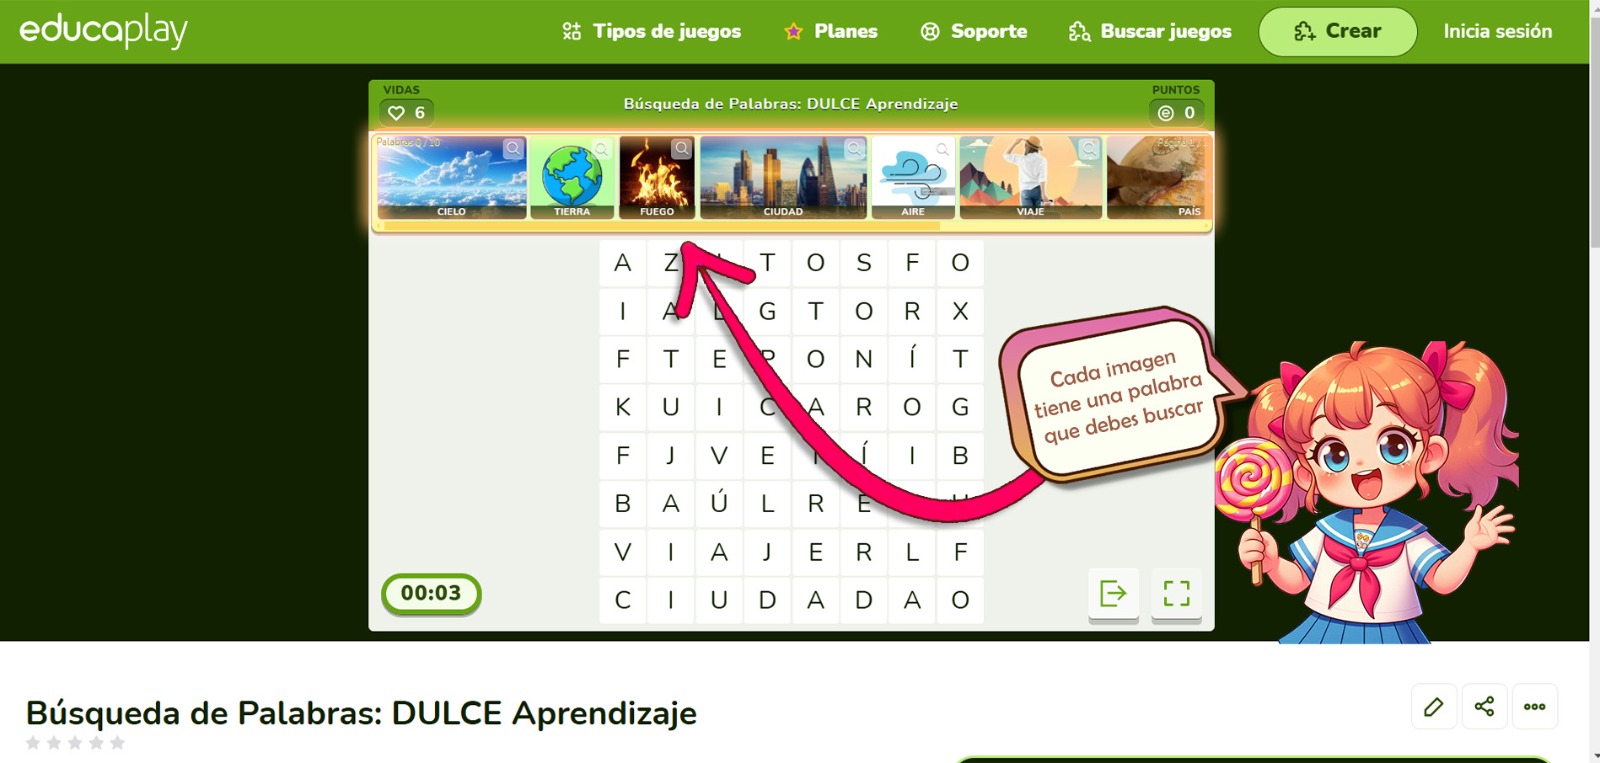 educaplay
Tipos de juegos
Planes
Soporte
Buscar juegos
Crear
Inicia sesión
VIDAS
6
Búsqueda de Palabras: DULCE Aprendizaje
PUNTOS
0
Palabras 0 / 10
CIELO
TIERRA
FUEGO
CIUDAD
AIRE
VIAJE
PAÍS
A Z T O S F O
I A G T O R X
F T E O N Í T
K U I C A R O G
F J V E Í I B
B A Ú L R E
V I A J E R L F
C I U D A D A O
Cada imagen
tiene una palabra
que debes buscar
00:03
Búsqueda de Palabras: DULCE Aprendizaje